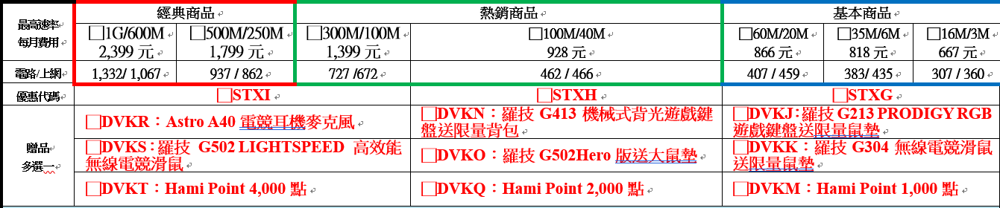 最高速率
每月費用
經典商品
熱銷商品
基本商品
□1G/600M
2,399 元
□500M/250M
1,799 元
□300M/100M
1,399 元
□100M/40M
928 元
□60M/20M
866 元
□35M/6M
818 元
□16M/3M
667 元
電路/上網
1,332/ 1,067
937 / 862
727 /672
462 / 466
407 / 459
383/ 435
307 / 360
優惠代碼
□STXI
□STXH
□STXG
贈品
多選一
□DVKR：Astro A40 電競耳機麥克風
□DVKN：羅技 G413 機械式背光遊戲鍵
盤送限量背包
□DVKJ：羅技 G213 PRODIGY RGB
遊戲鍵盤送限量鼠墊
□DVKS：羅技 G502 LIGHTSPEED 高效能
無線電競滑鼠
□DVKO：羅技 G502Hero 版送大鼠墊
□DVKK：羅技 G304 無線電競滑鼠
送限量鼠墊
□DVKT：Hami Point 4,000 點
□DVKQ：Hami Point 2,000 點
□DVKM：Hami Point 1,000 點